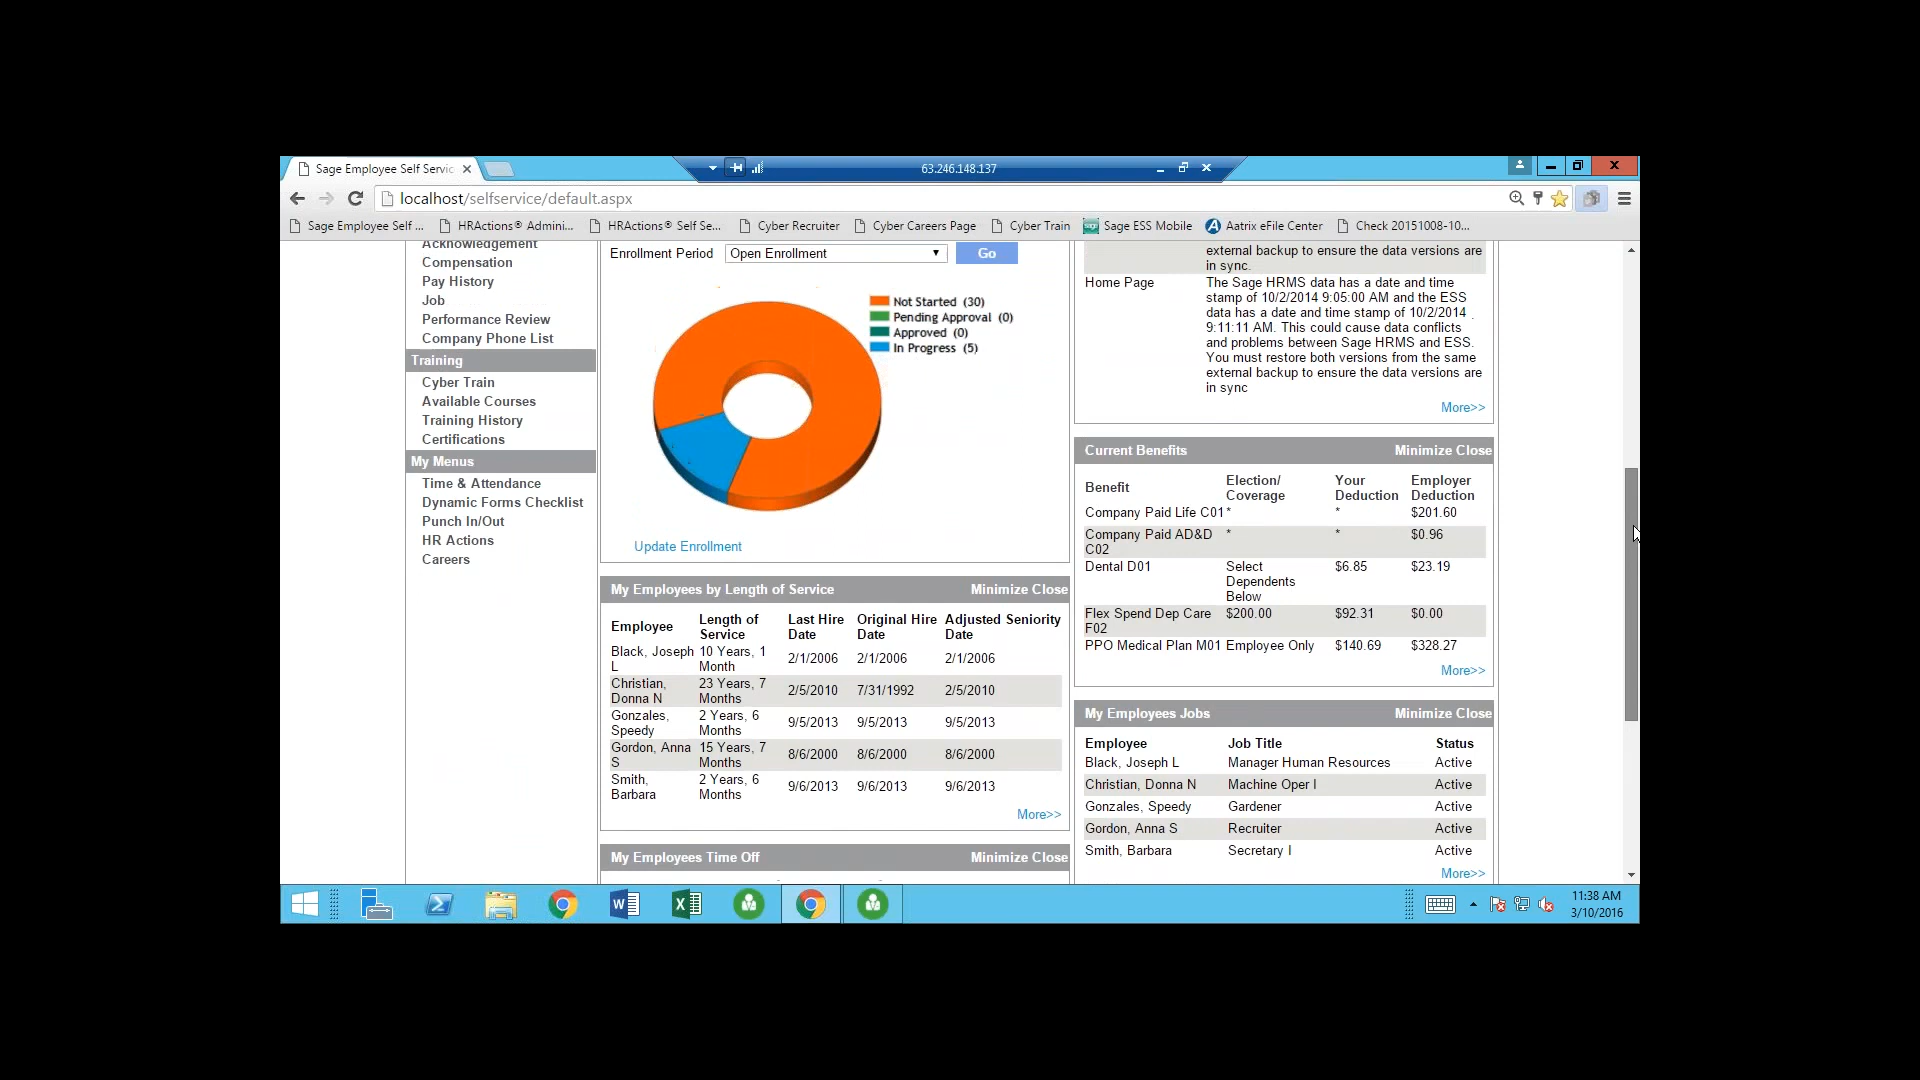 Sage Employee Self Servic
63.246.148.137
localhost/selfservice/default.aspx
Sage Employee Self ...
HRActions® Admini...
HRActions® Self Se...
Cyber Recruiter
Cyber Careers Page
Cyber Train
Sage ESS Mobile
Aatrix eFile Center
Check 20151008-10...
Acknowledgement
Compensation
Pay History
Job
Performance Review
Company Phone List
Training
Cyber Train
Available Courses
Training History
Certifications
My Menus
Time & Attendance
Dynamic Forms Checklist
Punch In/Out
HR Actions
Careers
Enrollment Period Open Enrollment Go
Not Started (30)
Pending Approval (0)
Approved (0)
In Progress (5)
Update Enrollment
My Employees by Length of Service Minimize Close
Employee Length of Service Last Hire Date Original Hire Date Adjusted Seniority Date
Black, Joseph L 10 Years, 1 Month 2/1/2006 2/1/2006 2/1/2006
Christian, Donna N 23 Years, 7 Months 2/5/2010 7/31/1992 2/5/2010
Gonzales, Speedy 2 Years, 6 Months 9/5/2013 9/5/2013 9/5/2013
Gordon, Anna S 15 Years, 7 Months 8/6/2000 8/6/2000 8/6/2000
Smith, Barbara 2 Years, 6 Months 9/6/2013 9/6/2013 9/6/2013
More>>
My Employees Time Off Minimize Close
external backup to ensure the data versions are
in sync.
Home Page The Sage HRMS data has a date and time
stamp of 10/2/2014 9:05:00 AM and the ESS
data has a date and time stamp of 10/2/2014
9:11:11 AM. This could cause data conflicts
and problems between Sage HRMS and ESS.
You must restore both versions from the same
external backup to ensure the data versions are
in sync
More>>
Current Benefits Minimize Close
Benefit Election/ Coverage Your Deduction Employer Deduction
Company Paid Life C01 * * $201.60
Company Paid AD&D C02 * * $0.96
Dental D01 Select Dependents Below $6.85 $23.19
Flex Spend Dep Care F02 $200.00 $92.31 $0.00
PPO Medical Plan M01 Employee Only $140.69 $328.27
More>>
My Employees Jobs Minimize Close
Employee Job Title Status
Black, Joseph L Manager Human Resources Active
Christian, Donna N Machine Oper I Active
Gonzales, Speedy Gardener Active
Gordon, Anna S Recruiter Active
Smith, Barbara Secretary I Active
More>>
11:38 AM
3/10/2016